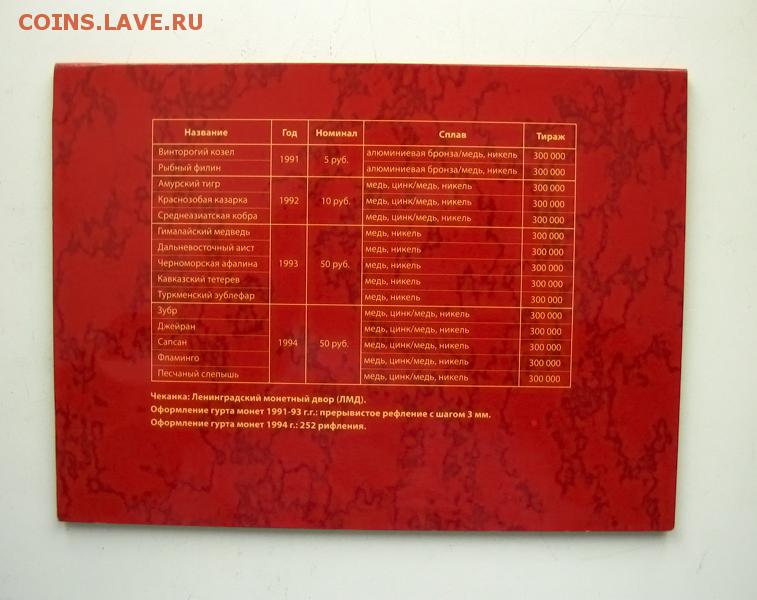 COINS.LAVE.RU
Название Год Номинал Сплав Тираж
Винторогий козел 1991 5 руб. алюминиевая бронза/медь, никель 300 000
Рыбный филин алюминиевая бронза/медь, никель 300 000
Амурский тигр 1992 10 руб. медь, цинк/медь, никель 300 000
Краснозобая казарка медь, цинк/медь, никель 300 000
Среднеазиатская кобра медь, цинк/медь, никель 300 000
Гималайский медведь 1993 50 руб. медь, никель 300 000
Дальневосточный аист медь, никель 300 000
Черноморская афалина медь, никель 300 000
Кавказский тетерев медь, никель 300 000
Туркменский эублефар медь, никель 300 000
Зубр 1994 50 руб. медь, цинк/медь, никель 300 000
Джейран медь, цинк/медь, никель 300 000
Сапсан медь, цинк/медь, никель 300 000
Фламинго медь, цинк/медь, никель 300 000
Песчаный слепышь медь, цинк/медь, никель 300 000
Чеканка: Ленинградский монетный двор (ЛМД).
Оформление гурта монет 1991-93 г.г.: прерывистое рефление с шагом 3 мм.
Оформление гурта монет 1994 г.: 252 рифления.